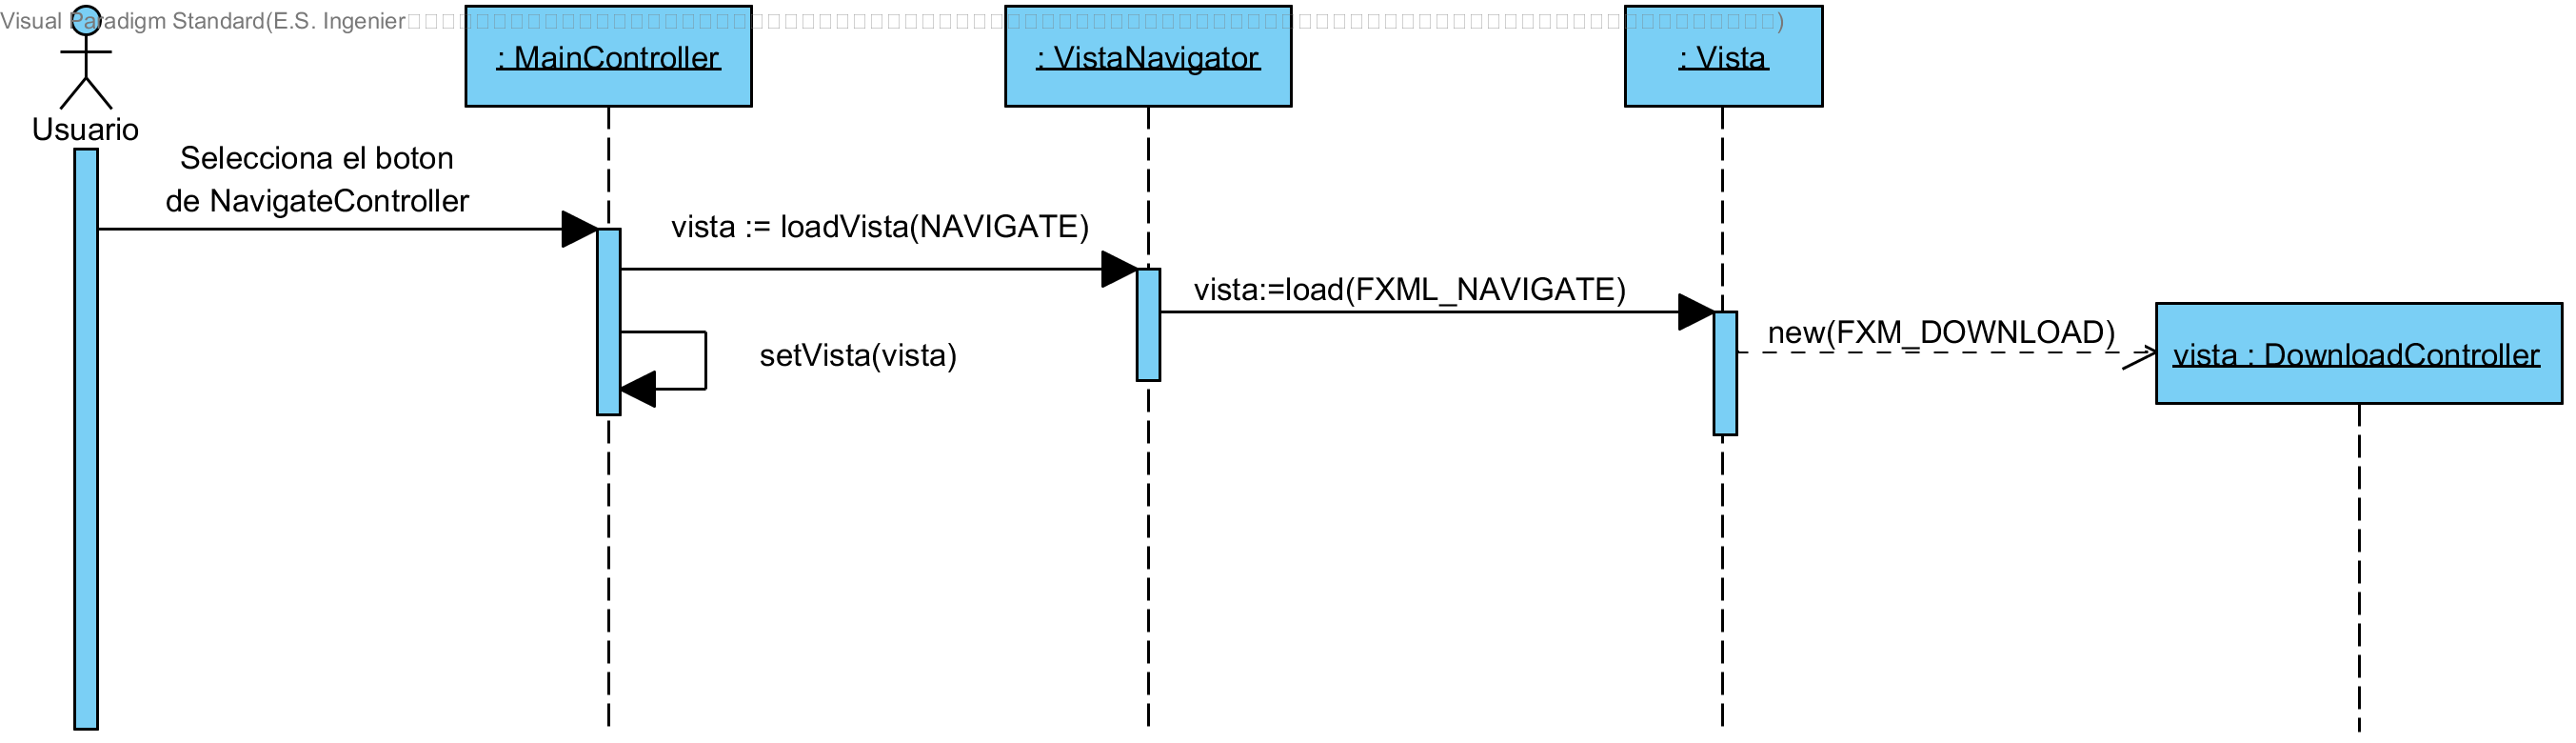 Visual Paradigm Standard(E.S. Ingenier
: MainController
: VistaNavigator
: Vista
Usuario
Selecciona el boton
de NavigateController
vista := loadVista(NAVIGATE)
vista:=load(FXML_NAVIGATE)
new(FXM_DOWNLOAD)
vista : DownloadController
setVista(vista)